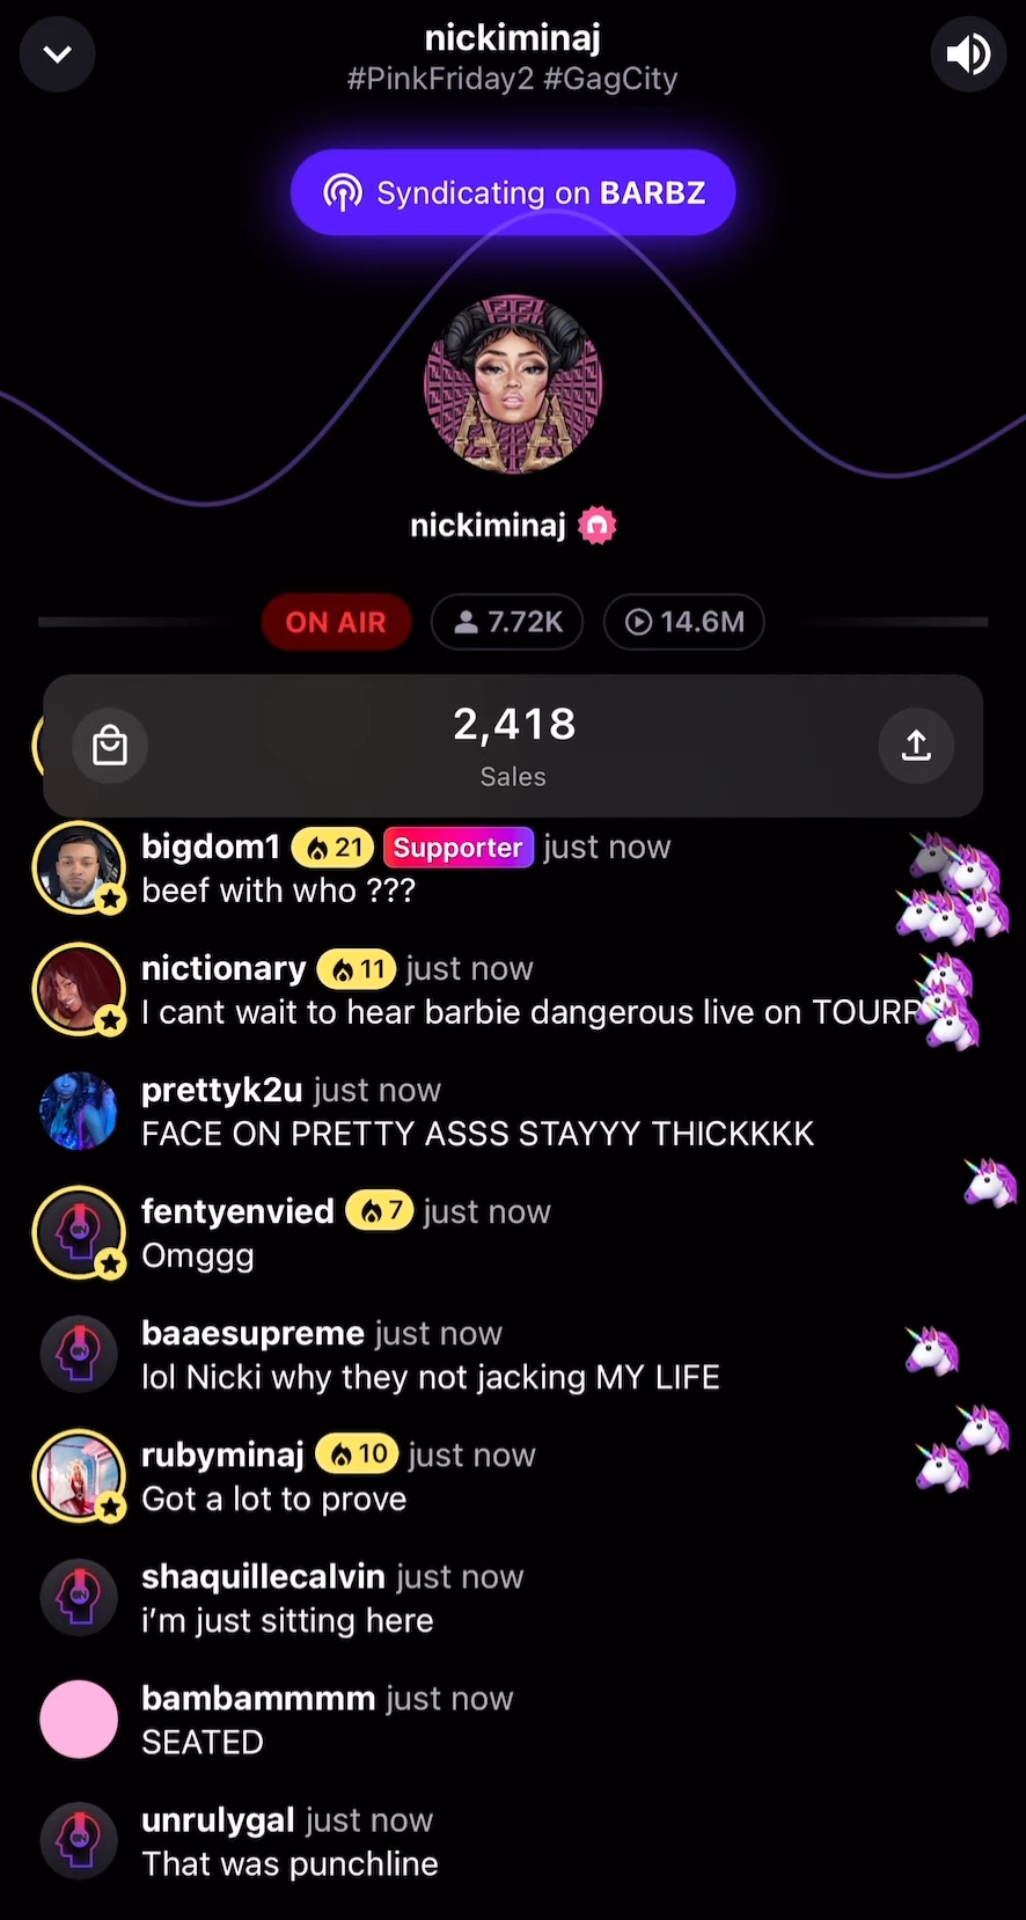 nickiminaj
#PinkFriday2 #GagCity
Syndicating on BARBZ
nickiminaj
ON AIR 7.72K 14.6M
2,418
Sales
bigdom1 21 Supporter just now
beef with who ???
nictionary 11 just now
I cant wait to hear barbie dangerous live on TOURR
prettyk2u just now
FACE ON PRETTY ASSS STAYYY THICKKKK
fentyenvied 7 just now
Omggg
baaesupreme just now
lol Nicki why they not jacking MY LIFE
rubyminaj 10 just now
Got a lot to prove
shaquillecalvin just now
i’m just sitting here
bambammmm just now
SEATED
unrulygal just now
That was punchline